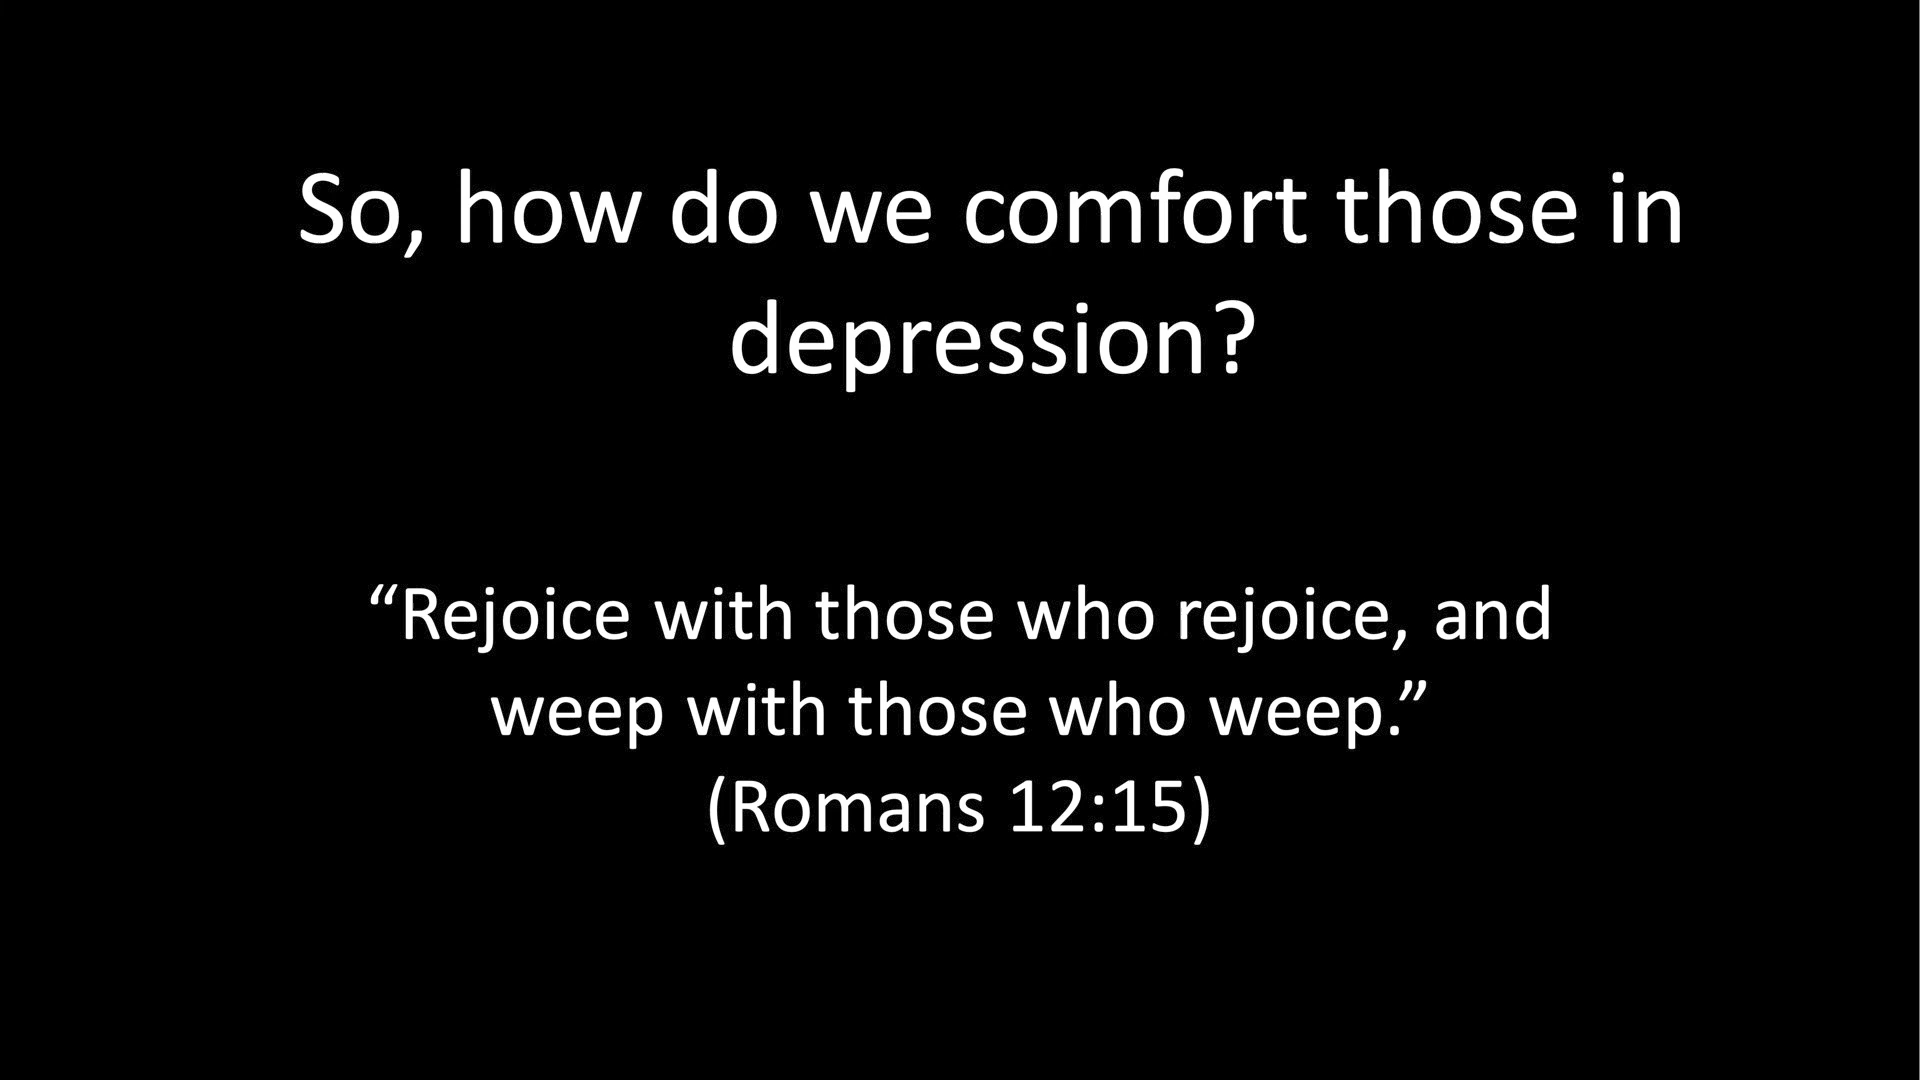 So, how do we comfort those in
depression?
“Rejoice with those who rejoice, and
weep with those who weep.”
(Romans 12:15)